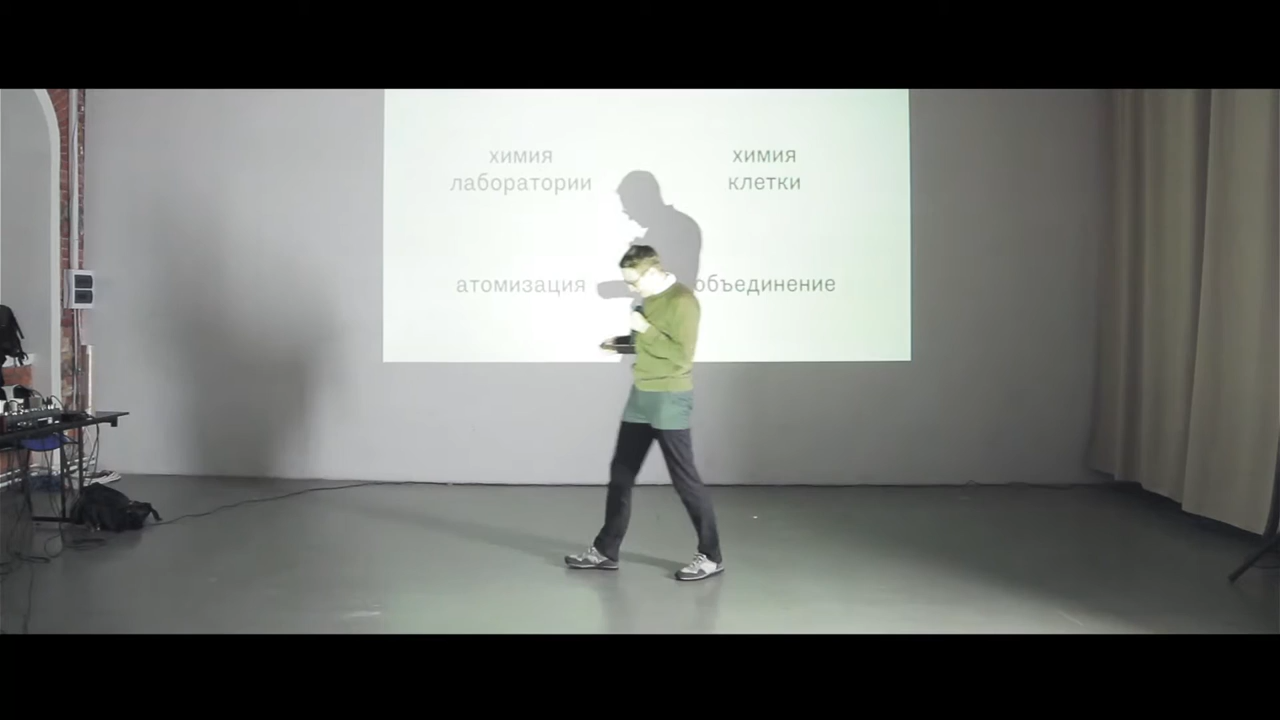 химия
лаборатории
химия
клетки
атомизация
объединение